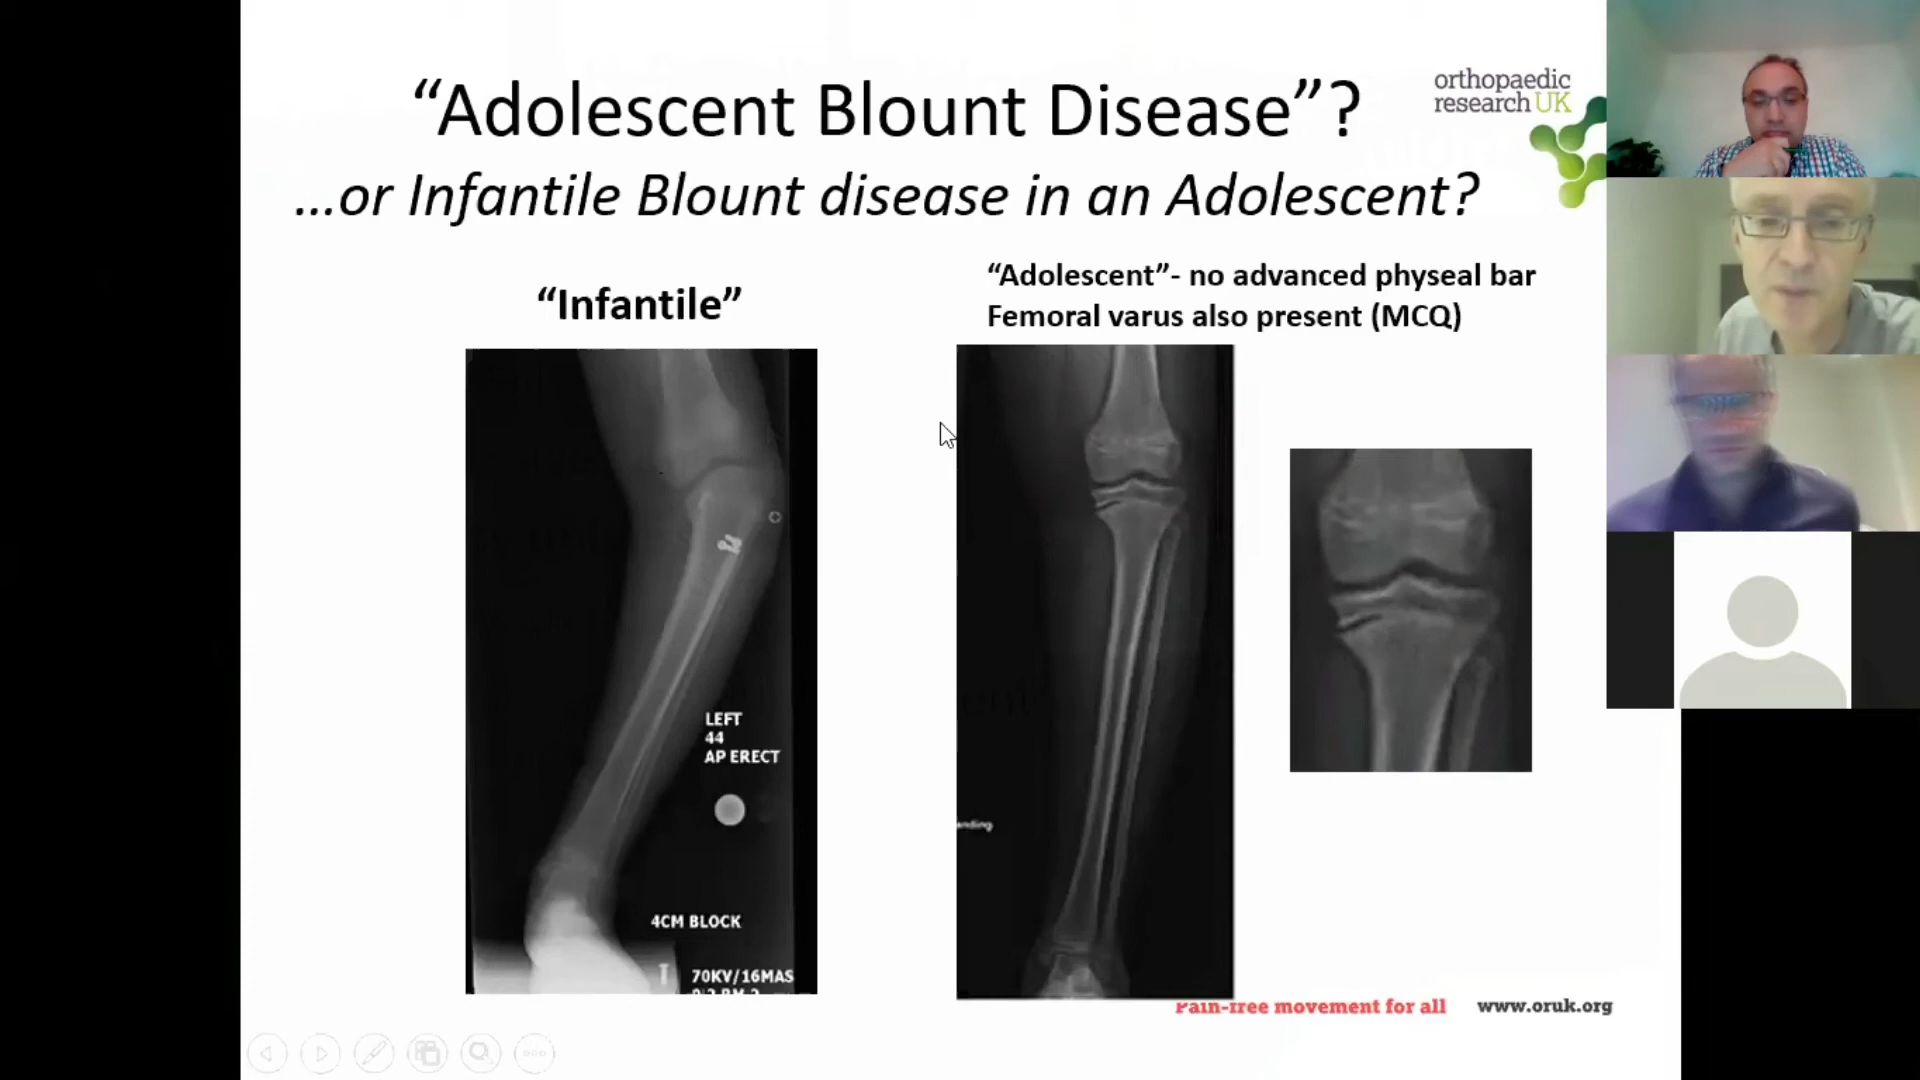 “Adolescent Blount Disease”?
…or Infantile Blount disease in an Adolescent?
orthopaedic
research UK
“Infantile”
“Adolescent”- no advanced physeal bar
Femoral varus also present (MCQ)
LEFT
44
AP ERECT
4CM BLOCK
70KV/16MAS
anding
Pain-free movement for all
www.oruk.org